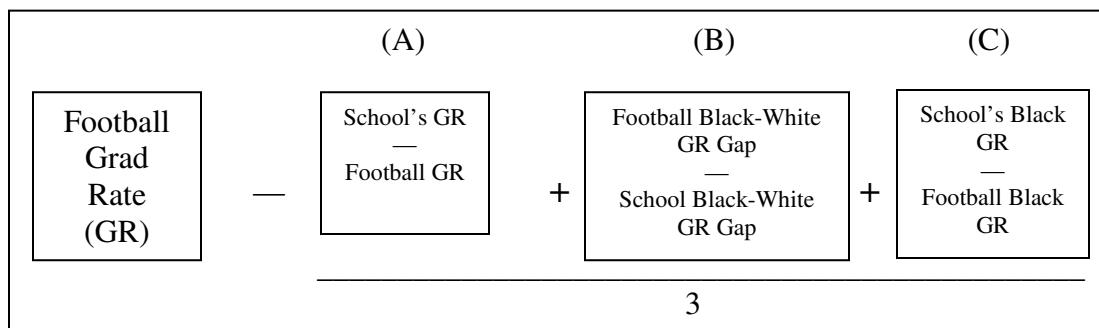 (A) (B) (C)
Football
Grad
Rate
(GR)
—
School's GR
—
Football GR
+
Football Black-White
GR Gap
—
School Black-White
GR Gap
+
School's Black
GR
—
Football Black
GR
3